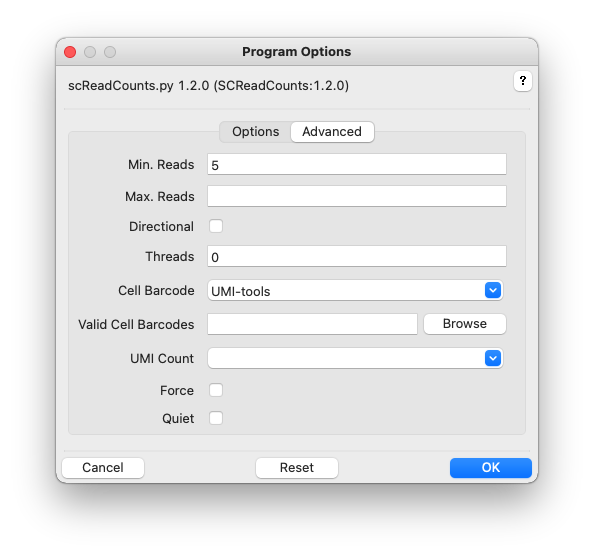 Program Options
scReadCounts.py 1.2.0 (SCReadCounts:1.2.0)
?
Options Advanced
Min. Reads 5
Max. Reads
Directional
Threads 0
Cell Barcode UMI-tools
Valid Cell Barcodes Browse
UMI Count
Force
Quiet
Cancel Reset OK